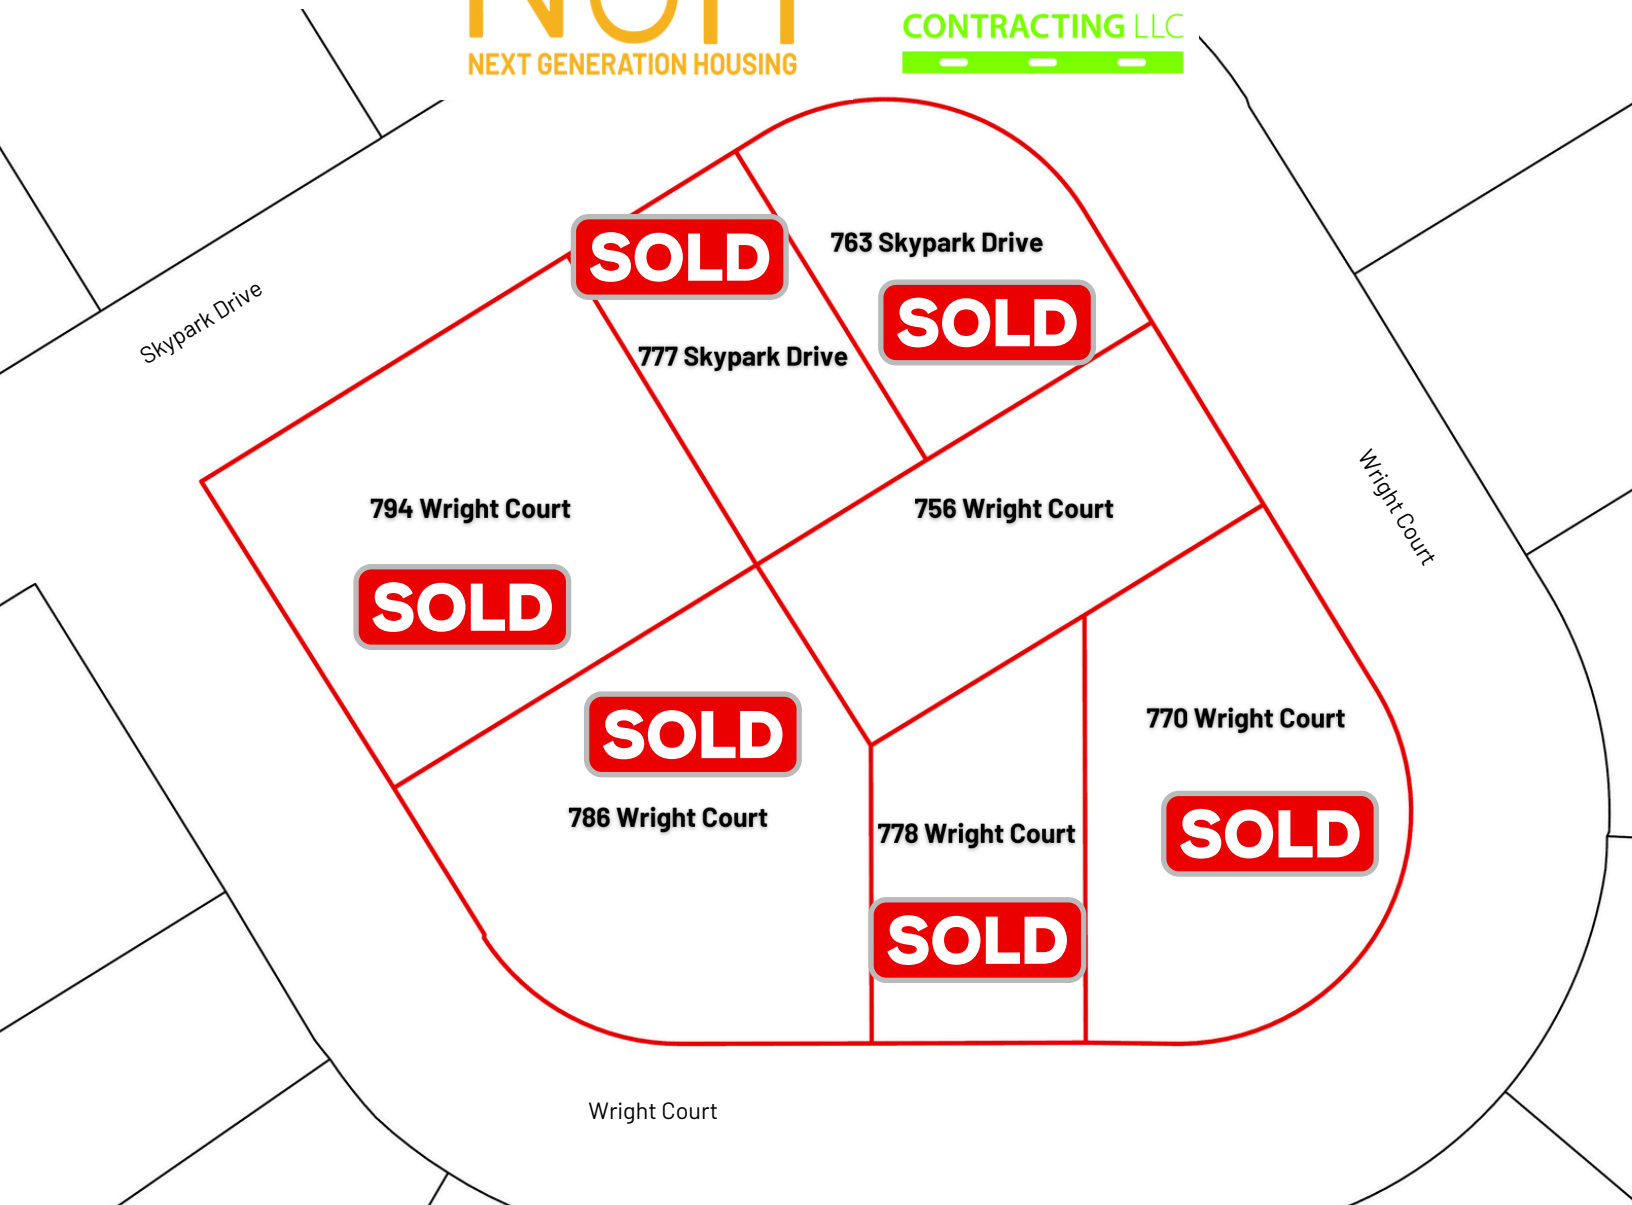 NEXT GENERATION HOUSING
CONTRACTING LLC
SOLD
763 Skypark Drive
SOLD
777 Skypark Drive
Skypark Drive
794 Wright Court
756 Wright Court
Wright Court
SOLD
SOLD
770 Wright Court
786 Wright Court
778 Wright Court
SOLD
SOLD
Wright Court